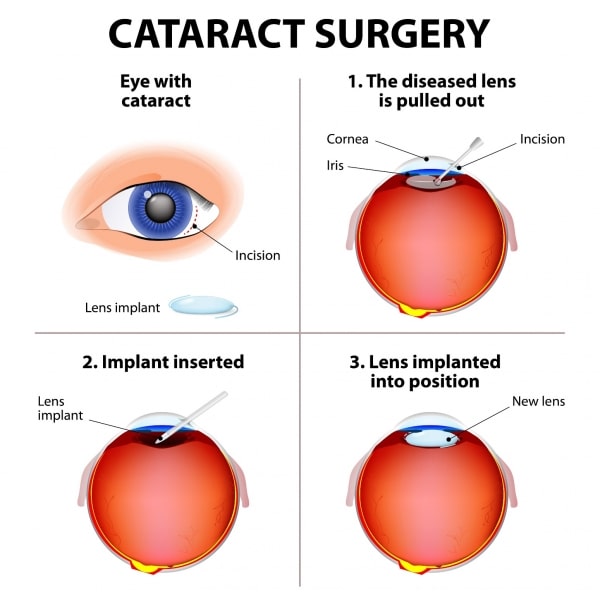 CATARACT SURGERY
Eye with
cataract
Incision
Lens implant
1. The diseased lens
is pulled out
Cornea
Incision
Iris
2. Implant inserted
Lens
implant
3. Lens implanted
into position
New lens